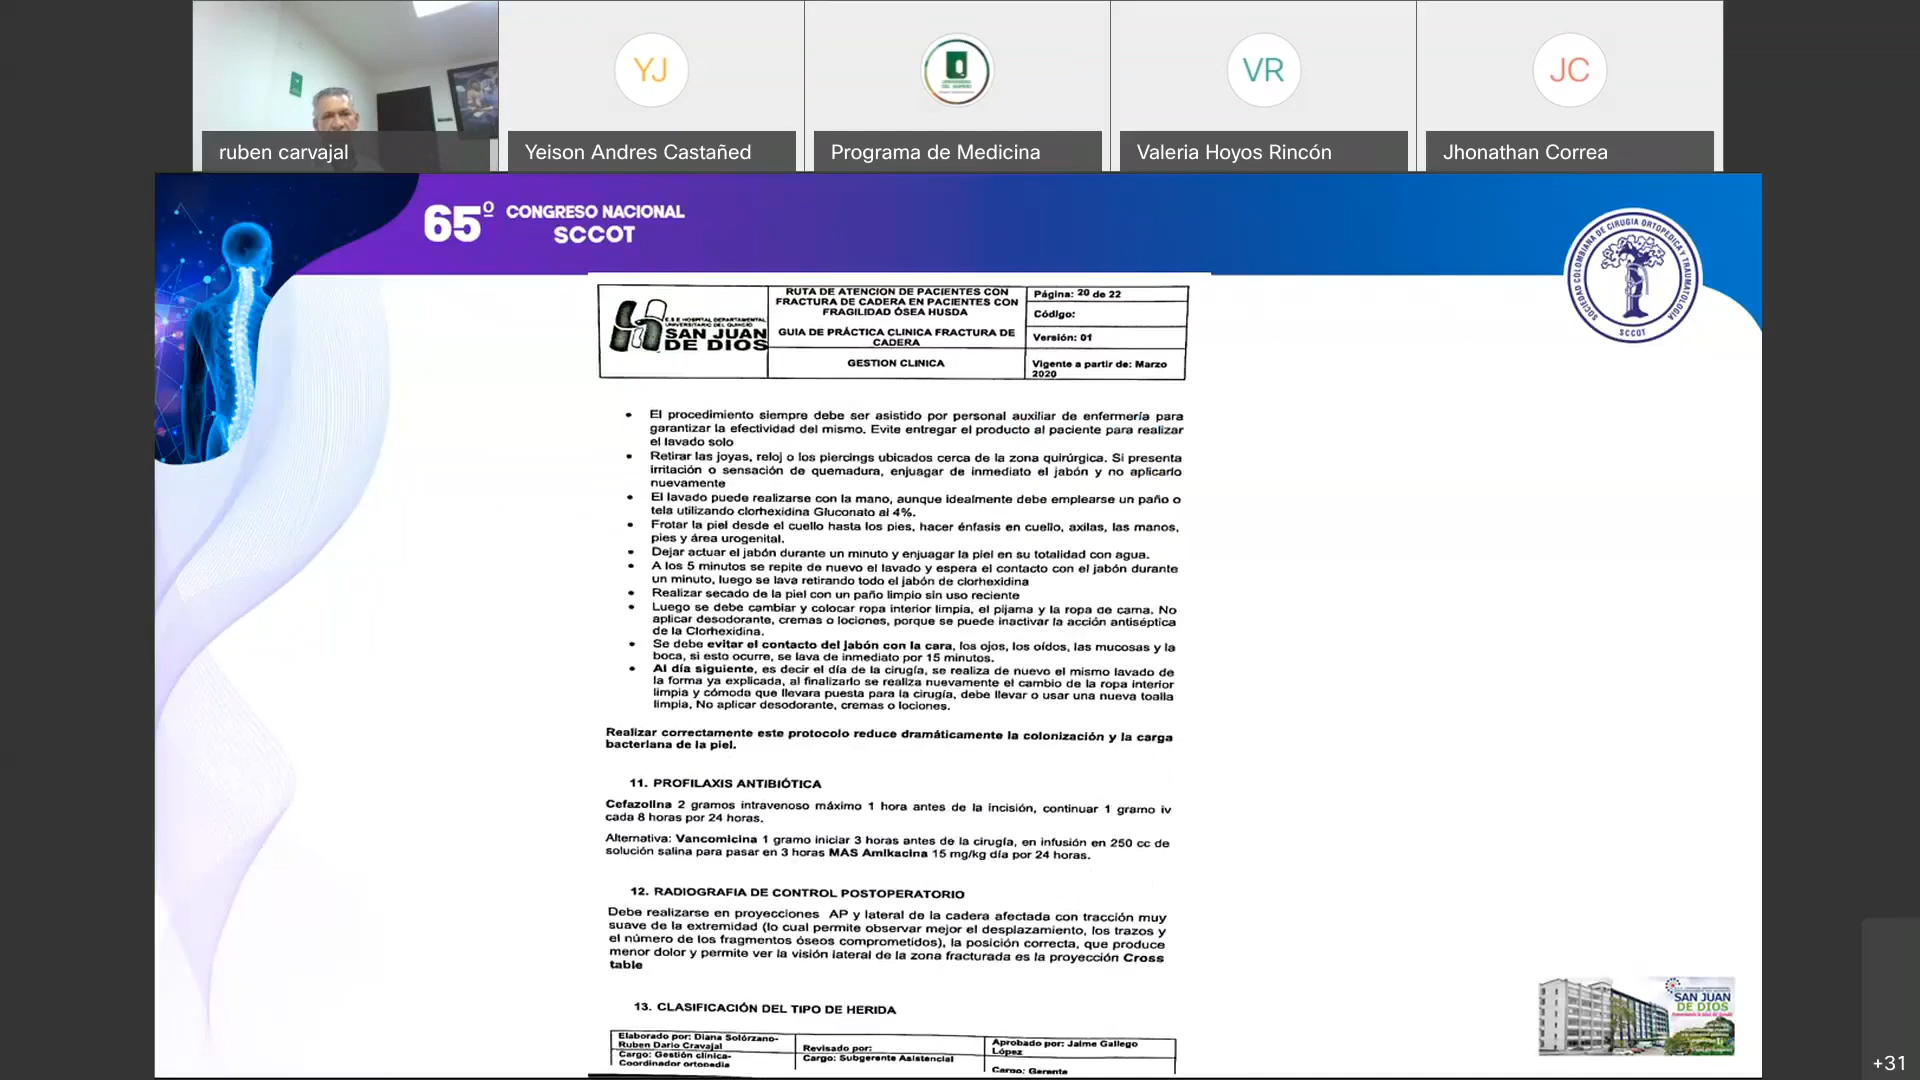 YJ
VR
JC
ruben carvajal
Yeison Andres Castañed
Programa de Medicina
Valeria Hoyos Rincón
Jhonathan Correa
65º CONGRESO NACIONAL
SCCOT
SOCIEDAD COLOMBIANA DE CIRUGIA ORTOPEDICA Y TRAUMATOLOGIA
SCCOT
E.S.E HOSPITAL DEPARTAMENTAL
UNIVERSITARIO DEL QUINDIO
SAN JUAN
DE DIOS
RUTA DE ATENCION DE PACIENTES CON
FRACTURA DE CADERA EN PACIENTES CON
FRAGILIDAD ÓSEA HUSDA
GUIA DE PRÁCTICA CLINICA FRACTURA DE
CADERA
GESTION CLINICA
Página: 20 de 22
Código:
Versión: 01
Vigente a partir de: Marzo
2020
• El procedimiento siempre debe ser asistido por personal auxiliar de enfermería para
garantizar la efectividad del mismo. Evite entregar el producto al paciente para realizar
el lavado solo
• Retirar las joyas, reloj o los piercings ubicados cerca de la zona quirúrgica. Si presenta
irritación o sensación de quemadura, enjuagar de inmediato el jabón y no aplicarlo
nuevamente
• El lavado puede realizarse con la mano, aunque idealmente debe emplearse un paño o
tela utilizando clorhexidina Gluconato al 4%.
• Frotar la piel desde el cuello hasta los pies, hacer énfasis en cuello, axilas, las manos,
pies y área urogenital.
• Dejar actuar el jabón durante un minuto y enjuagar la piel en su totalidad con agua.
• A los 5 minutos se repite de nuevo el lavado y espera el contacto con el jabón durante
un minuto, luego se lava retirando todo el jabón de clorhexidina
• Realizar secado de la piel con un paño limpio sin uso reciente
• Luego se debe cambiar y colocar ropa interior limpia, el pijama y la ropa de cama. No
aplicar desodorante, cremas o lociones, porque se puede inactivar la acción antiséptica
de la Clorhexidina.
• Se debe evitar el contacto del jabón con la cara, los ojos, los oídos, las mucosas y la
boca, si esto ocurre, se lava de inmediato por 15 minutos.
• Al día siguiente, es decir el día de la cirugía, se realiza de nuevo el mismo lavado de
la forma ya explicada, al finalizarlo se realiza nuevamente el cambio de la ropa interior
limpia y cómoda que llevara puesta para la cirugía, debe llevar o usar una nueva toalla
limpia, No aplicar desodorante, cremas o lociones.
Realizar correctamente este protocolo reduce dramáticamente la colonización y la carga
bacteriana de la piel.
11. PROFILAXIS ANTIBIÓTICA
Cefazolina 2 gramos intravenoso máximo 1 hora antes de la incisión, continuar 1 gramo iv
cada 8 horas por 24 horas.
Alternativa: Vancomicina 1 gramo iniciar 3 horas antes de la cirugía, en infusión en 250 cc de
solución salina para pasar en 3 horas MAS Amikacina 15 mg/kg día por 24 horas.
12. RADIOGRAFIA DE CONTROL POSTOPERATORIO
Debe realizarse en proyecciones AP y lateral de la cadera afectada con tracción muy
suave de la extremidad (lo cual permite observar mejor el desplazamiento, los trazos y
el número de los fragmentos óseos comprometidos), la posición correcta, que produce
menor dolor y permite ver la visión lateral de la zona fracturada es la proyección Cross
table
13. CLASIFICACIÓN DEL TIPO DE HERIDA
Elaborado por: Diana Solórzano-
Ruben Dario Cravajal
Cargo: Gestión clínica-
Coordinador ortopedia
Revisado por:
Cargo: Subgerente Asistencial
Aprobado por: Jaime Gallego
López
Cargo: Gerente
SAN JUAN
DE DIOS
+31